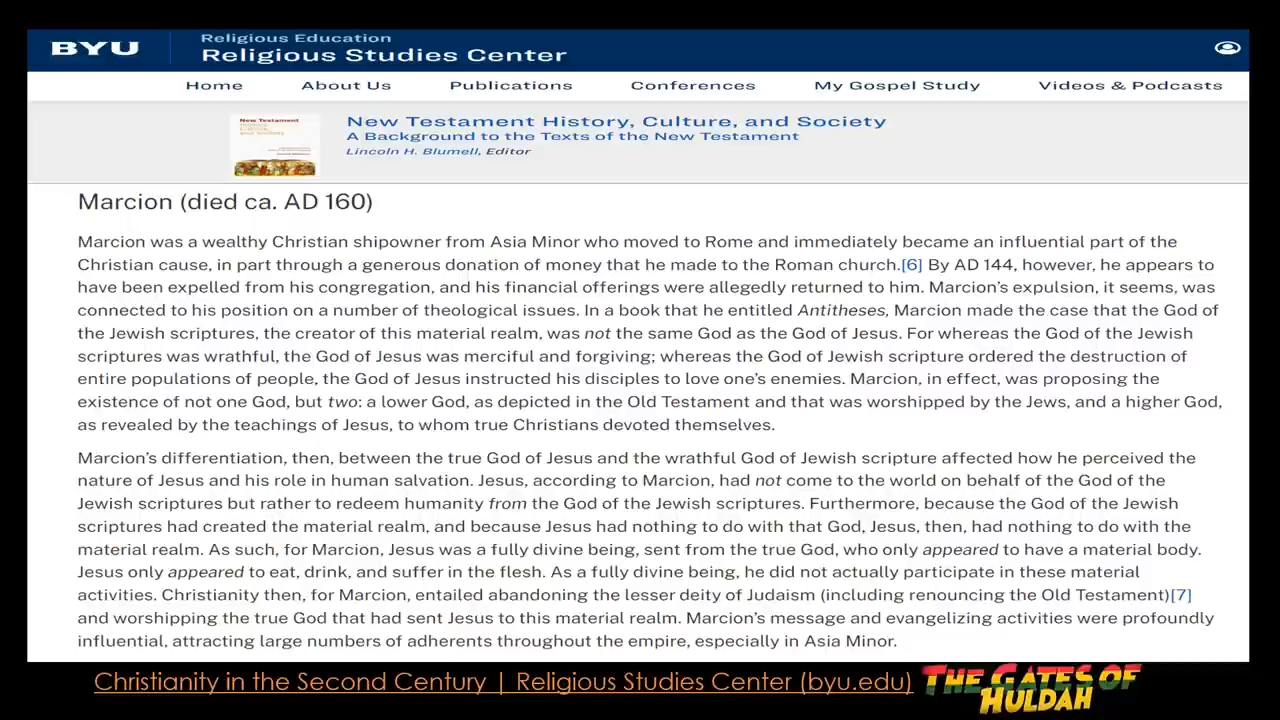 BYU
Religious Education
Religious Studies Center
Home About Us Publications Conferences My Gospel Study Videos & Podcasts
New Testament
New Testament History, Culture, and Society
A Background to the Texts of the New Testament
Lincoln H. Blumell, Editor
Marcion (died ca. AD 160)
Marcion was a wealthy Christian shipowner from Asia Minor who moved to Rome and immediately became an influential part of the
Christian cause, in part through a generous donation of money that he made to the Roman church.[6] By AD 144, however, he appears to
have been expelled from his congregation, and his financial offerings were allegedly returned to him. Marcion’s expulsion, it seems, was
connected to his position on a number of theological issues. In a book that he entitled Antitheses, Marcion made the case that the God of
the Jewish scriptures, the creator of this material realm, was not the same God as the God of Jesus. For whereas the God of the Jewish
scriptures was wrathful, the God of Jesus was merciful and forgiving; whereas the God of Jewish scripture ordered the destruction of
entire populations of people, the God of Jesus instructed his disciples to love one’s enemies. Marcion, in effect, was proposing the
existence of not one God, but two: a lower God, as depicted in the Old Testament and that was worshipped by the Jews, and a higher God,
as revealed by the teachings of Jesus, to whom true Christians devoted themselves.
Marcion’s differentiation, then, between the true God of Jesus and the wrathful God of Jewish scripture affected how he perceived the
nature of Jesus and his role in human salvation. Jesus, according to Marcion, had not come to the world on behalf of the God of the
Jewish scriptures but rather to redeem humanity from the God of the Jewish scriptures. Furthermore, because the God of the Jewish
scriptures had created the material realm, and because Jesus had nothing to do with that God, Jesus, then, had nothing to do with the
material realm. As such, for Marcion, Jesus was a fully divine being, sent from the true God, who only appeared to have a material body.
Jesus only appeared to eat, drink, and suffer in the flesh. As a fully divine being, he did not actually participate in these material
activities. Christianity then, for Marcion, entailed abandoning the lesser deity of Judaism (including renouncing the Old Testament)[7]
and worshipping the true God that had sent Jesus to this material realm. Marcion’s message and evangelizing activities were profoundly
influential, attracting large numbers of adherents throughout the empire, especially in Asia Minor.
Christianity in the Second Century | Religious Studies Center (byu.edu)
THE GATES OF
HULDAH